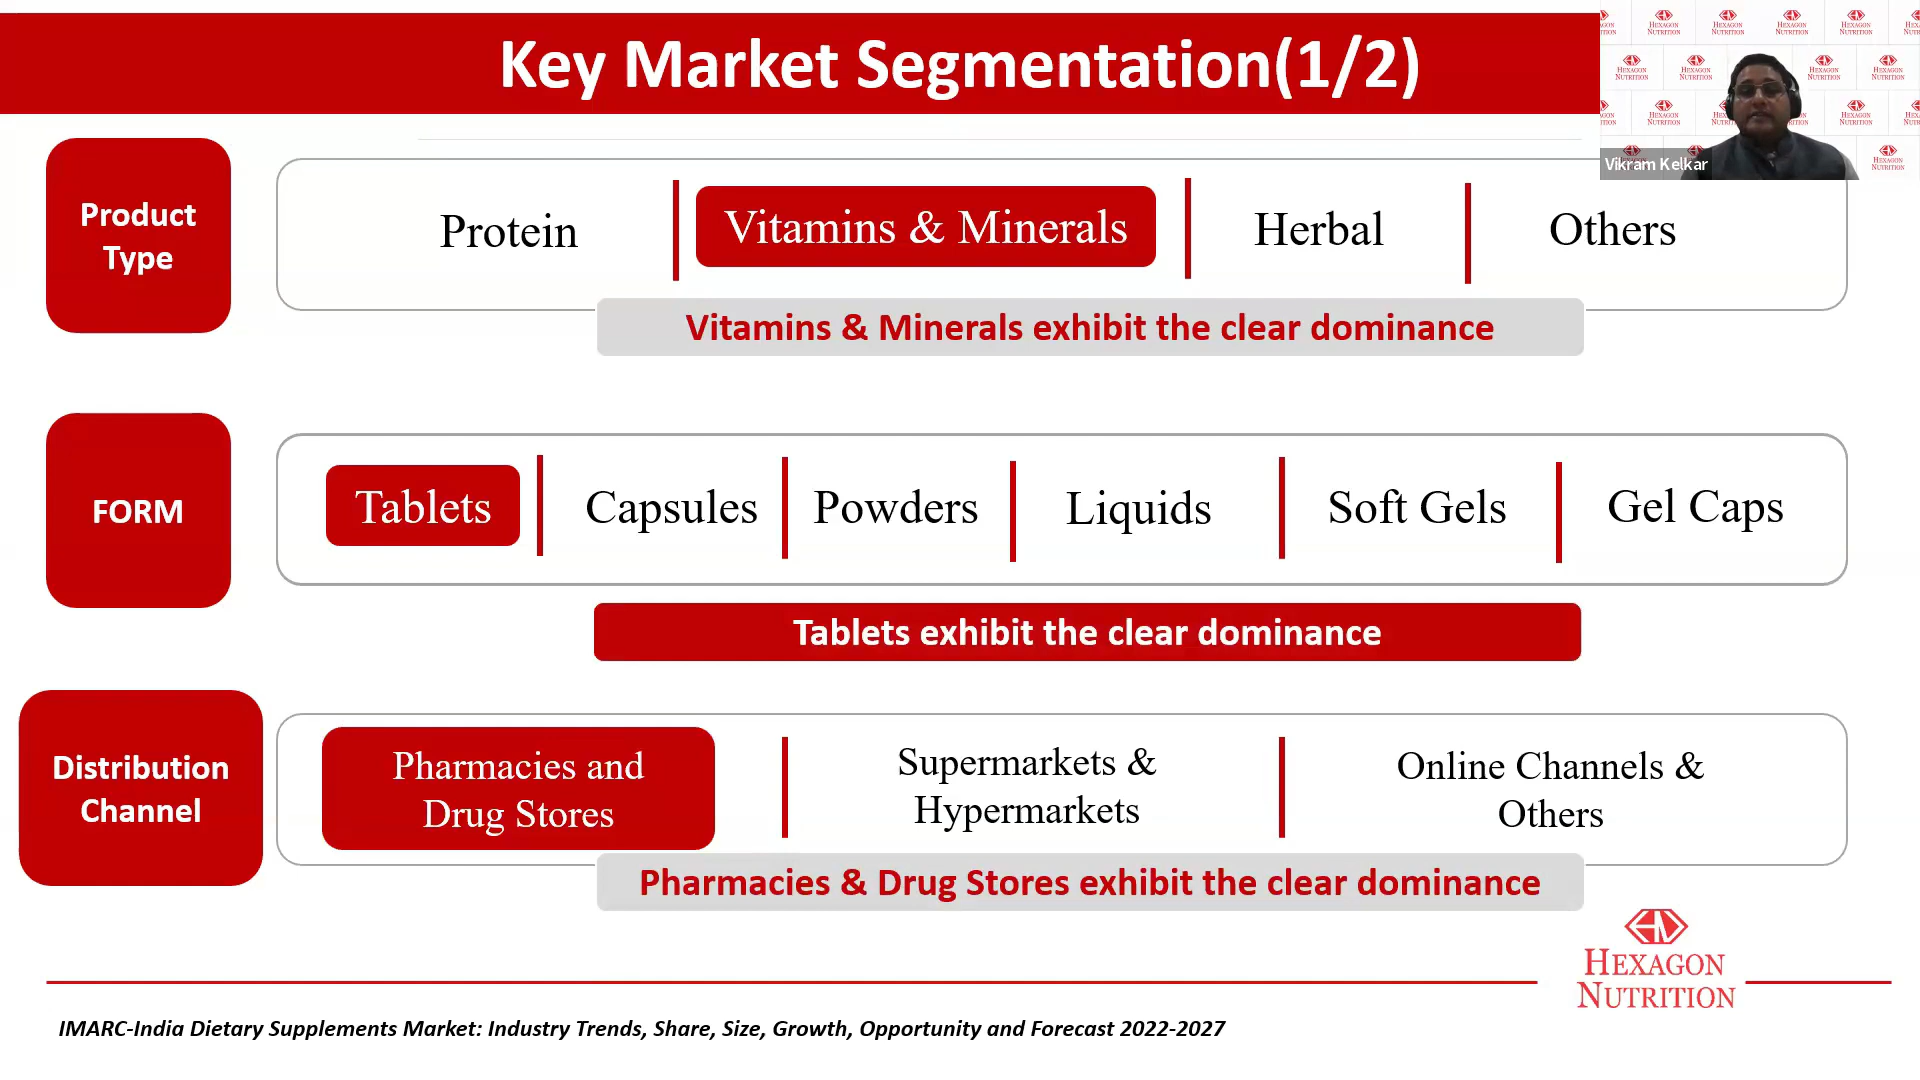 Key Market Segmentation(1/2)
HEXAGON
NUTRITION
Vikram Kelkar
Product
Type
Protein
Vitamins & Minerals
Herbal
Others
Vitamins & Minerals exhibit the clear dominance
FORM
Tablets
Capsules
Powders
Liquids
Soft Gels
Gel Caps
Tablets exhibit the clear dominance
Distribution
Channel
Pharmacies and
Drug Stores
Supermarkets &
Hypermarkets
Online Channels &
Others
Pharmacies & Drug Stores exhibit the clear dominance
HEXAGON
NUTRITION
IMARC-India Dietary Supplements Market: Industry Trends, Share, Size, Growth, Opportunity and Forecast 2022-2027